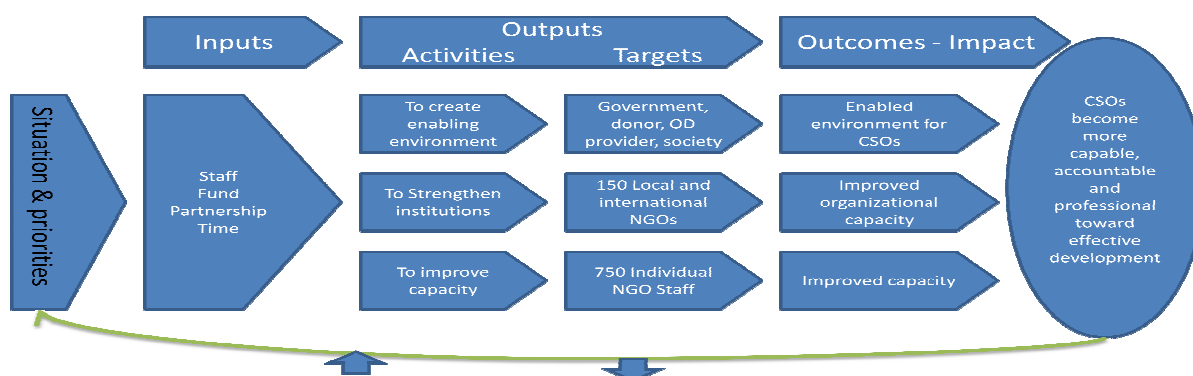 Inputs
Outputs
Activities Targets
Outcomes - Impact
Situation & priorities
Staff
Fund
Partnership
Time
To create
enabling
environment
Government,
donor, OD
provider, society
Enabled
environment for
CSOs
To Strengthen
institutions
150 Local and
international
NGOs
Improved
organizational
capacity
To improve
capacity
750 Individual
NGO Staff
Improved capacity
CSOs
become
more
capable,
accountable
and
professional
toward
effective
development